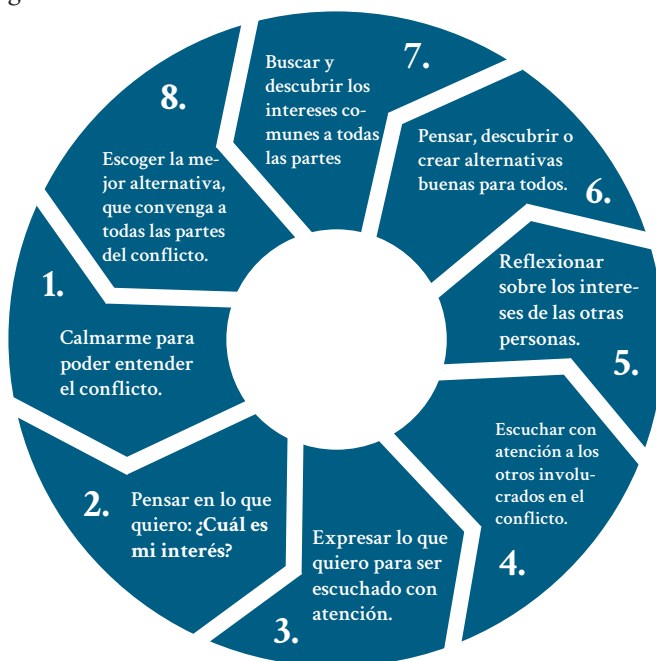 1.
Calmarme para
poder entender
el conflicto.
2.
Pensar en lo que
quiero: ¿Cuál es
mi interés?
3.
Expresar lo que
quiero para ser
escuchado con
atención.
4.
Escuchar con
atención a los
otros involu-
crados en el
conflicto.
5.
Reflexionar
sobre los intere-
ses de las otras
personas.
6.
Pensar, descubrir o
crear alternativas
buenas para todos.
7.
Buscar y
descubrir los
intereses co-
munes a todas
las partes
8.
Escoger la me-
jor alternativa,
que convenga a
todas las partes
del conflicto.